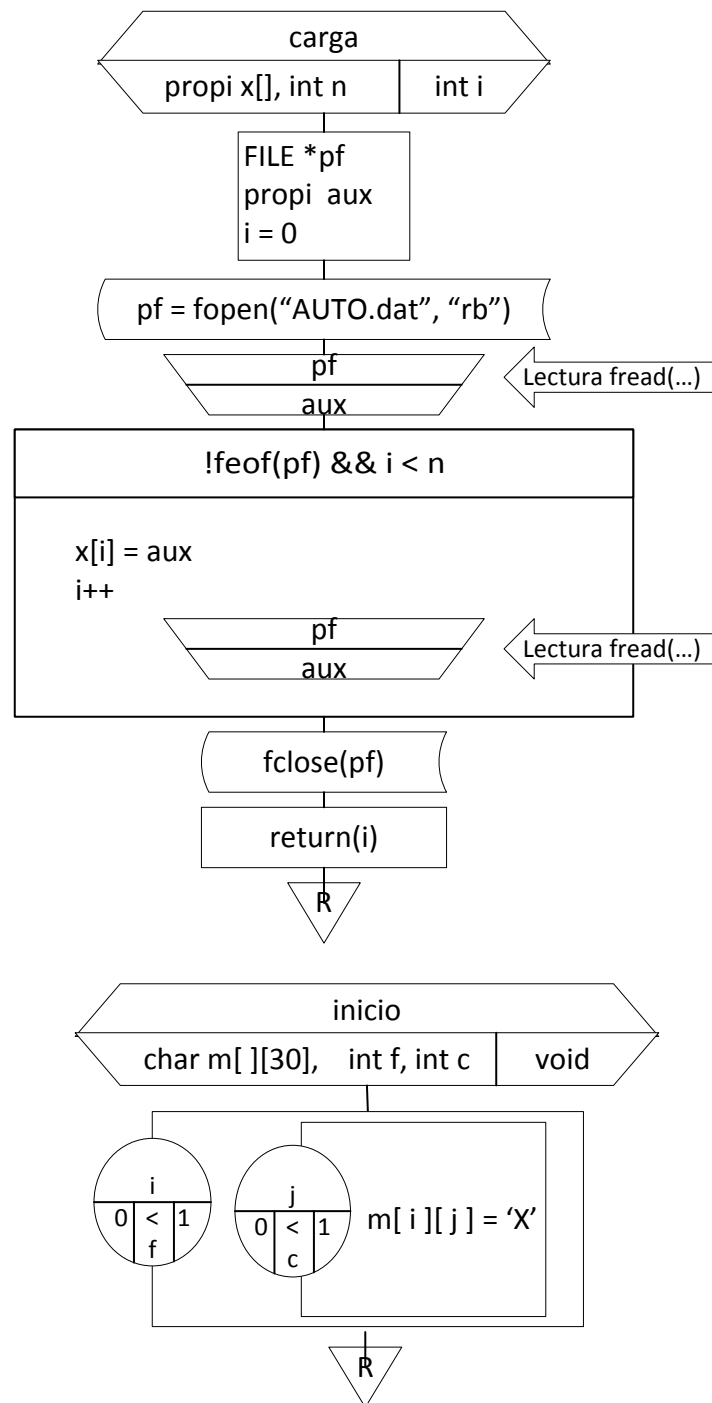 carga
propi x[], int n int i
FILE *pf
propi aux
i = 0
pf = fopen(“AUTO.dat”, “rb”)
pf
Lectura fread(...)
aux
!feof(pf) && i < n
x[i] = aux
i++
pf
Lectura fread(...)
aux
fclose(pf)
return(i)
R
inicio
char m[ ][30], int f, int c void
i j
0 < 1 0 < 1 m[ i ][ j ] = ‘X’
f c
R